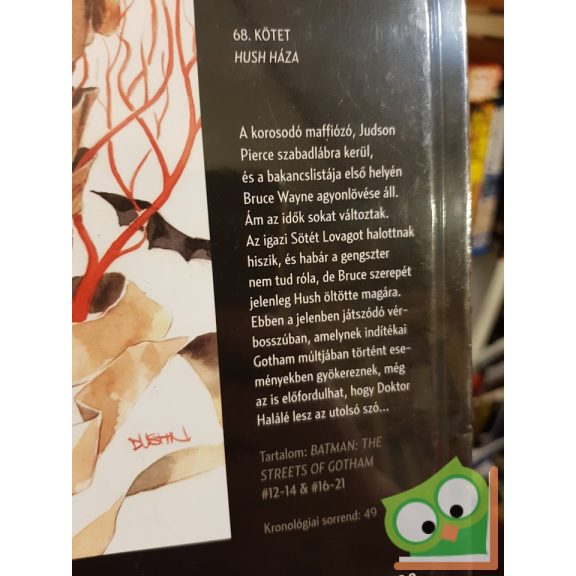 68. KÖTET
HUSH HÁZA
A korosodó maffiózó, Judson
Pierce szabadlábra kerül,
és a bakancslistája első helyén
Bruce Wayne agyonlövése áll.
Ám az idők sokat változtak.
Az igazi Sötét Lovagot halottnak
hiszik, és habár a gengszter
nem tud róla, de Bruce szerepét
jelenleg Hush öltötte magára.
Ebben a jelenben játszódó vér-
bosszúban, amelynek indítékai
Gotham múltjában történt ese-
ményekben gyökereznek, még
az is előfordulhat, hogy Doktor
Halálé lesz az utolsó szó...
Tartalom: BATMAN: THE
STREETS OF GOTHAM
#12-14 & #16-21
Kronológiai sorrend: 49
DUSTIN